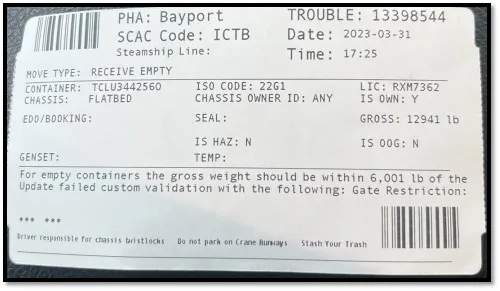 PHA: Bayport TROUBLE: 13398544
SCAC Code: ICTB Date: 2023-03-31
Steamship Line: Time: 17:25
MOVE TYPE: RECEIVE EMPTY
CONTAINER: TCLU3442560 ISO CODE: 22G1 LIC: RXM7362
CHASSIS: FLATBED CHASSIS OWNER ID: ANY IS OWN: Y
EDO/BOOKING: SEAL: GROSS: 12941 lb
IS HAZ: N IS OOG: N
GENSET: TEMP:
For empty containers the gross weight should be within 6,001 lb of the
Update failed custom validation with the following: Gate Restriction:
*** ***
Driver responsible for chassis twistlocks Do not park on Crane Runways Stash Your Trash